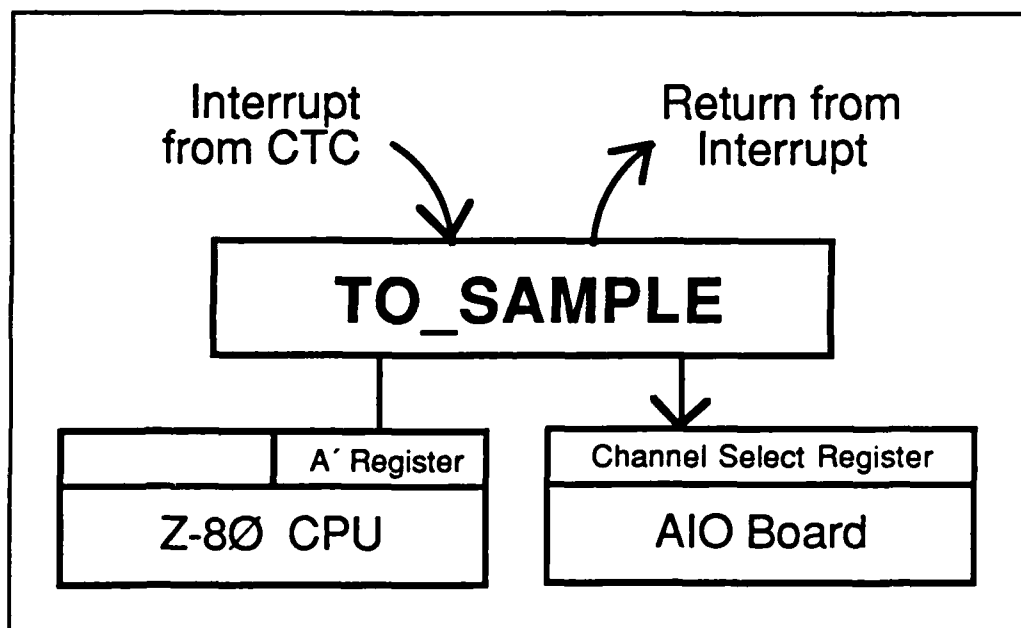 Interrupt
from CTC
Return from
Interrupt
TO_SAMPLE
A´ Register
Channel Select Register
Z-8Ø CPU
AIO Board